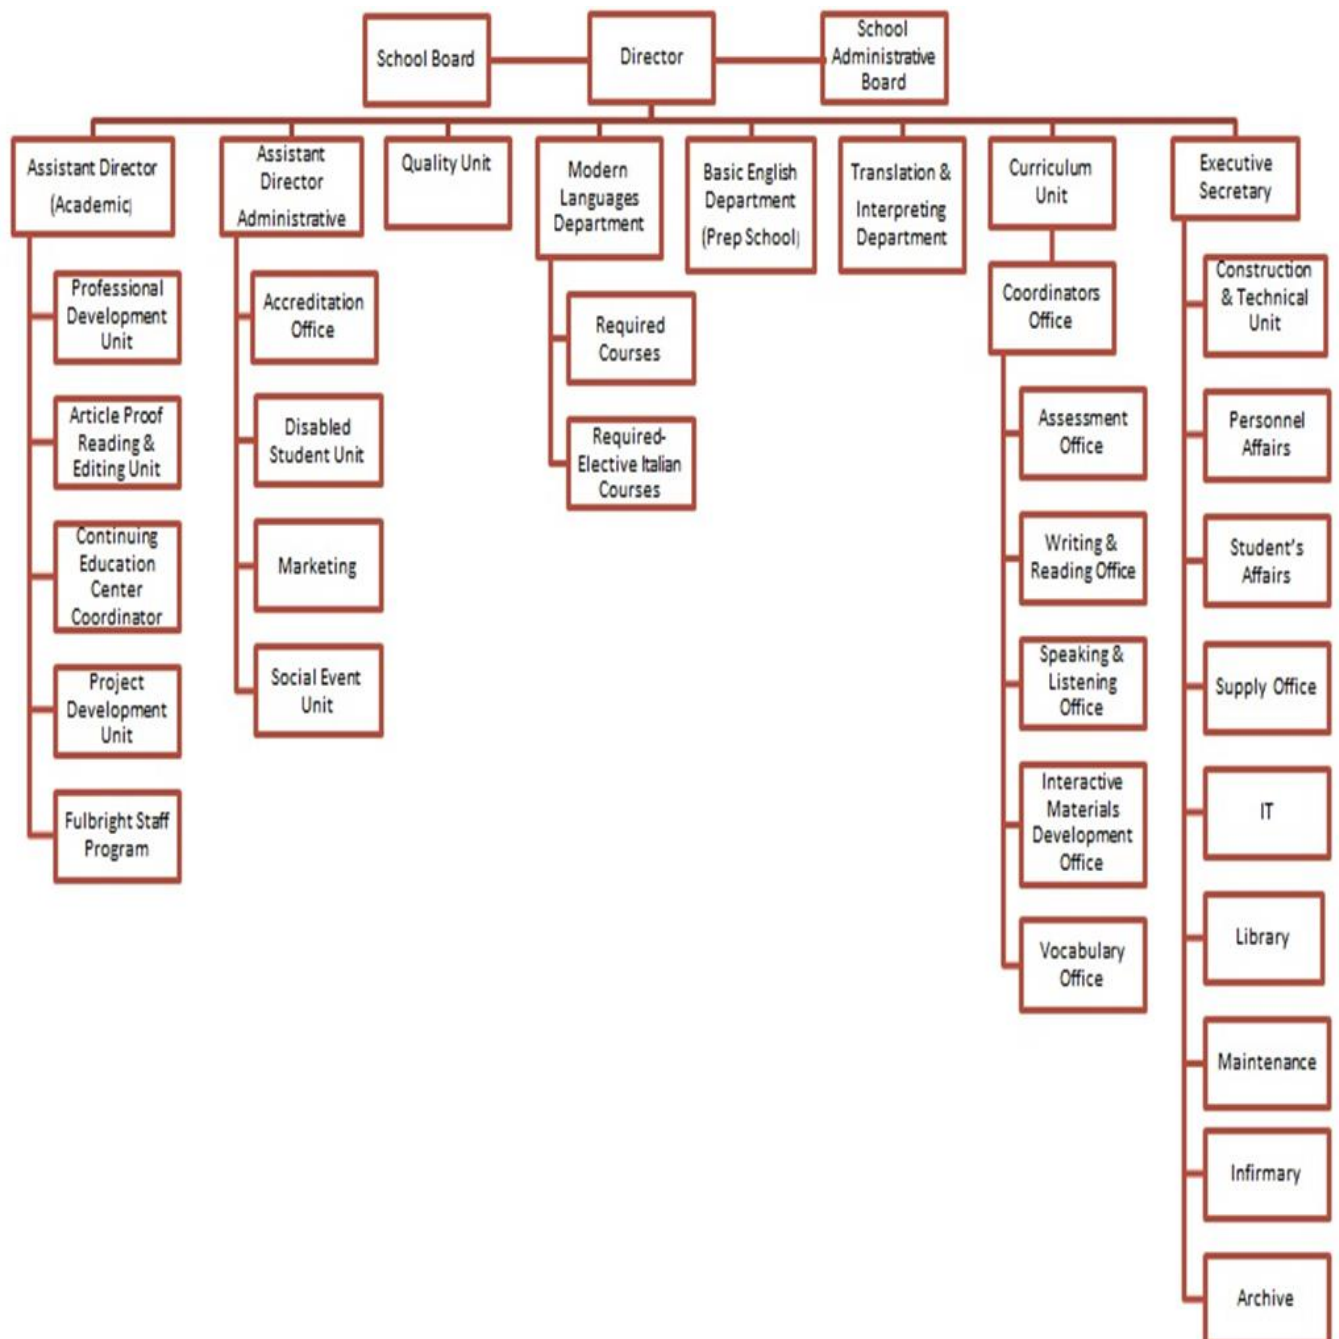 School Board
Director
School
Administrative
Board
Assistant Director
(Academic)
Assistant
Director
Administrative
Quality Unit
Modern
Languages
Department
Basic English
Department
(Prep School)
Translation &
Interpreting
Department
Curriculum
Unit
Executive
Secretary
Professional
Development
Unit
Article Proof
Reading &
Editing Unit
Continuing
Education
Center
Coordinator
Project
Development
Unit
Fulbright Staff
Program
Accreditation
Office
Disabled
Student Unit
Marketing
Social Event
Unit
Required
Courses
Required-
Elective Italian
Courses
Coordinators
Office
Assessment
Office
Writing &
Reading Office
Speaking &
Listening
Office
Interactive
Materials
Development
Office
Vocabulary
Office
Construction
& Technical
Unit
Personnel
Affairs
Student's
Affairs
Supply Office
IT
Library
Maintenance
Infirmary
Archive